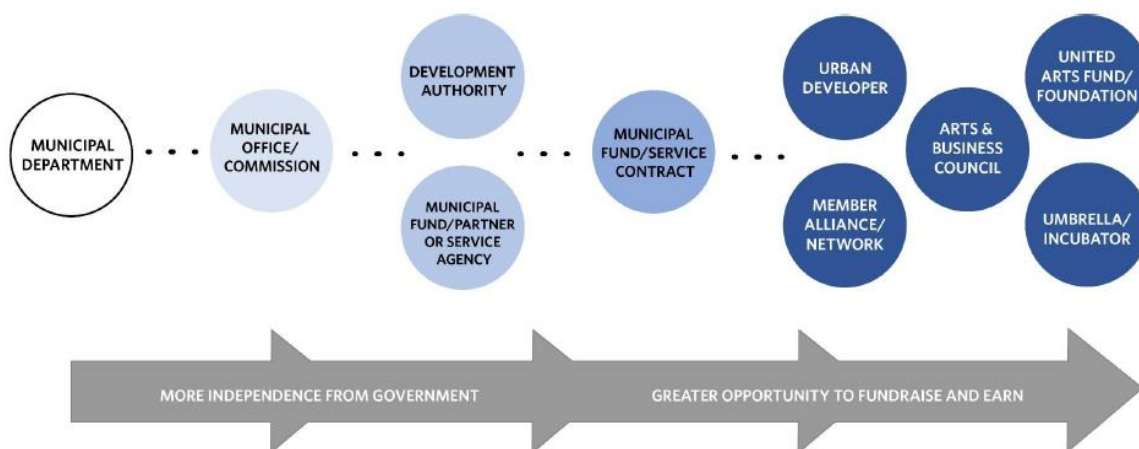 MUNICIPAL
DEPARTMENT
MUNICIPAL
OFFICE/
COMMISSION
DEVELOPMENT
AUTHORITY
MUNICIPAL
FUND/PARTNER
OR SERVICE
AGENCY
MUNICIPAL
FUND/SERVICE
CONTRACT
URBAN
DEVELOPER
MEMBER
ALLIANCE/
NETWORK
ARTS &
BUSINESS
COUNCIL
UNITED
ARTS FUND/
FOUNDATION
UMBRELLA/
INCUBATOR
MORE INDEPENDENCE FROM GOVERNMENT
GREATER OPPORTUNITY TO FUNDRAISE AND EARN